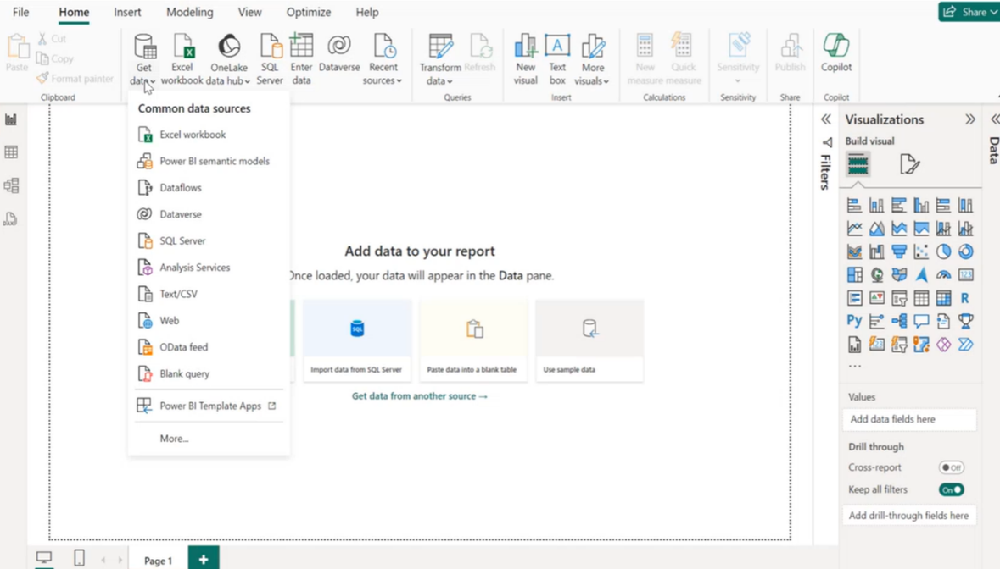 File Home Insert Modeling View Optimize Help
Share
Paste
Cut
Copy
Format painter
Clipboard
Get data
Excel workbook
OneLake data hub
SQL Server
Enter data
Dataverse
Recent sources
Transform data
Refresh
Queries
New visual
Text box
More visuals
Insert
New measure
Quick measure
Calculations
Sensitivity
Sensitivity
Publish
Share
Copilot
Copilot
Common data sources
Excel workbook
Power BI semantic models
Dataflows
Dataverse
SQL Server
Analysis Services
Text/CSV
Web
OData feed
Blank query
Power BI Template Apps
More...
Add data to your report
Once loaded, your data will appear in the Data pane.
SQL
Import data from SQL Server
Paste data into a blank table
Use sample data
Get data from another source →
Filters
Visualizations
Build visual
123
R
Py
...
Values
Add data fields here
Drill through
Cross-report
Off
Keep all filters
On
Add drill-through fields here
Data
Page 1
+